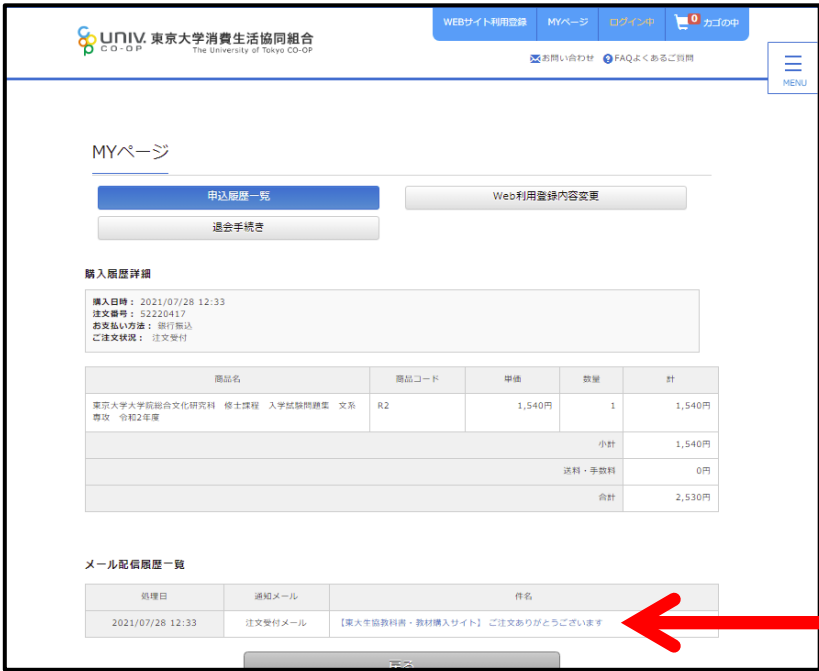 WEBサイト利用登録 MYページ ログイン中 0 カゴの中
UNIV. CO-OP 東京大学消費生活協同組合
The University of Tokyo CO-OP
お問い合わせ ?FAQよくあるご質問
MENU
MYページ
申込履歴一覧 Web利用登録内容変更
退会手続き
購入履歴詳細
購入日時： 2021/07/28 12:33
注文番号： 52220417
お支払い方法： 銀行振込
ご注文状況： 注文受付
商品名 商品コード 単価 数量 計
東京大学大学院総合文化研究科 修士課程 入学試験問題集 文系 R2 1,540円 1 1,540円
専攻 令和2年度
小計 1,540円
送料・手数料 0円
合計 2,530円
メール配信履歴一覧
処理日 通知メール 件名
2021/07/28 12:33 注文受付メール 【東大生協教科書・教材購入サイト】 ご注文ありがとうございます
戻る